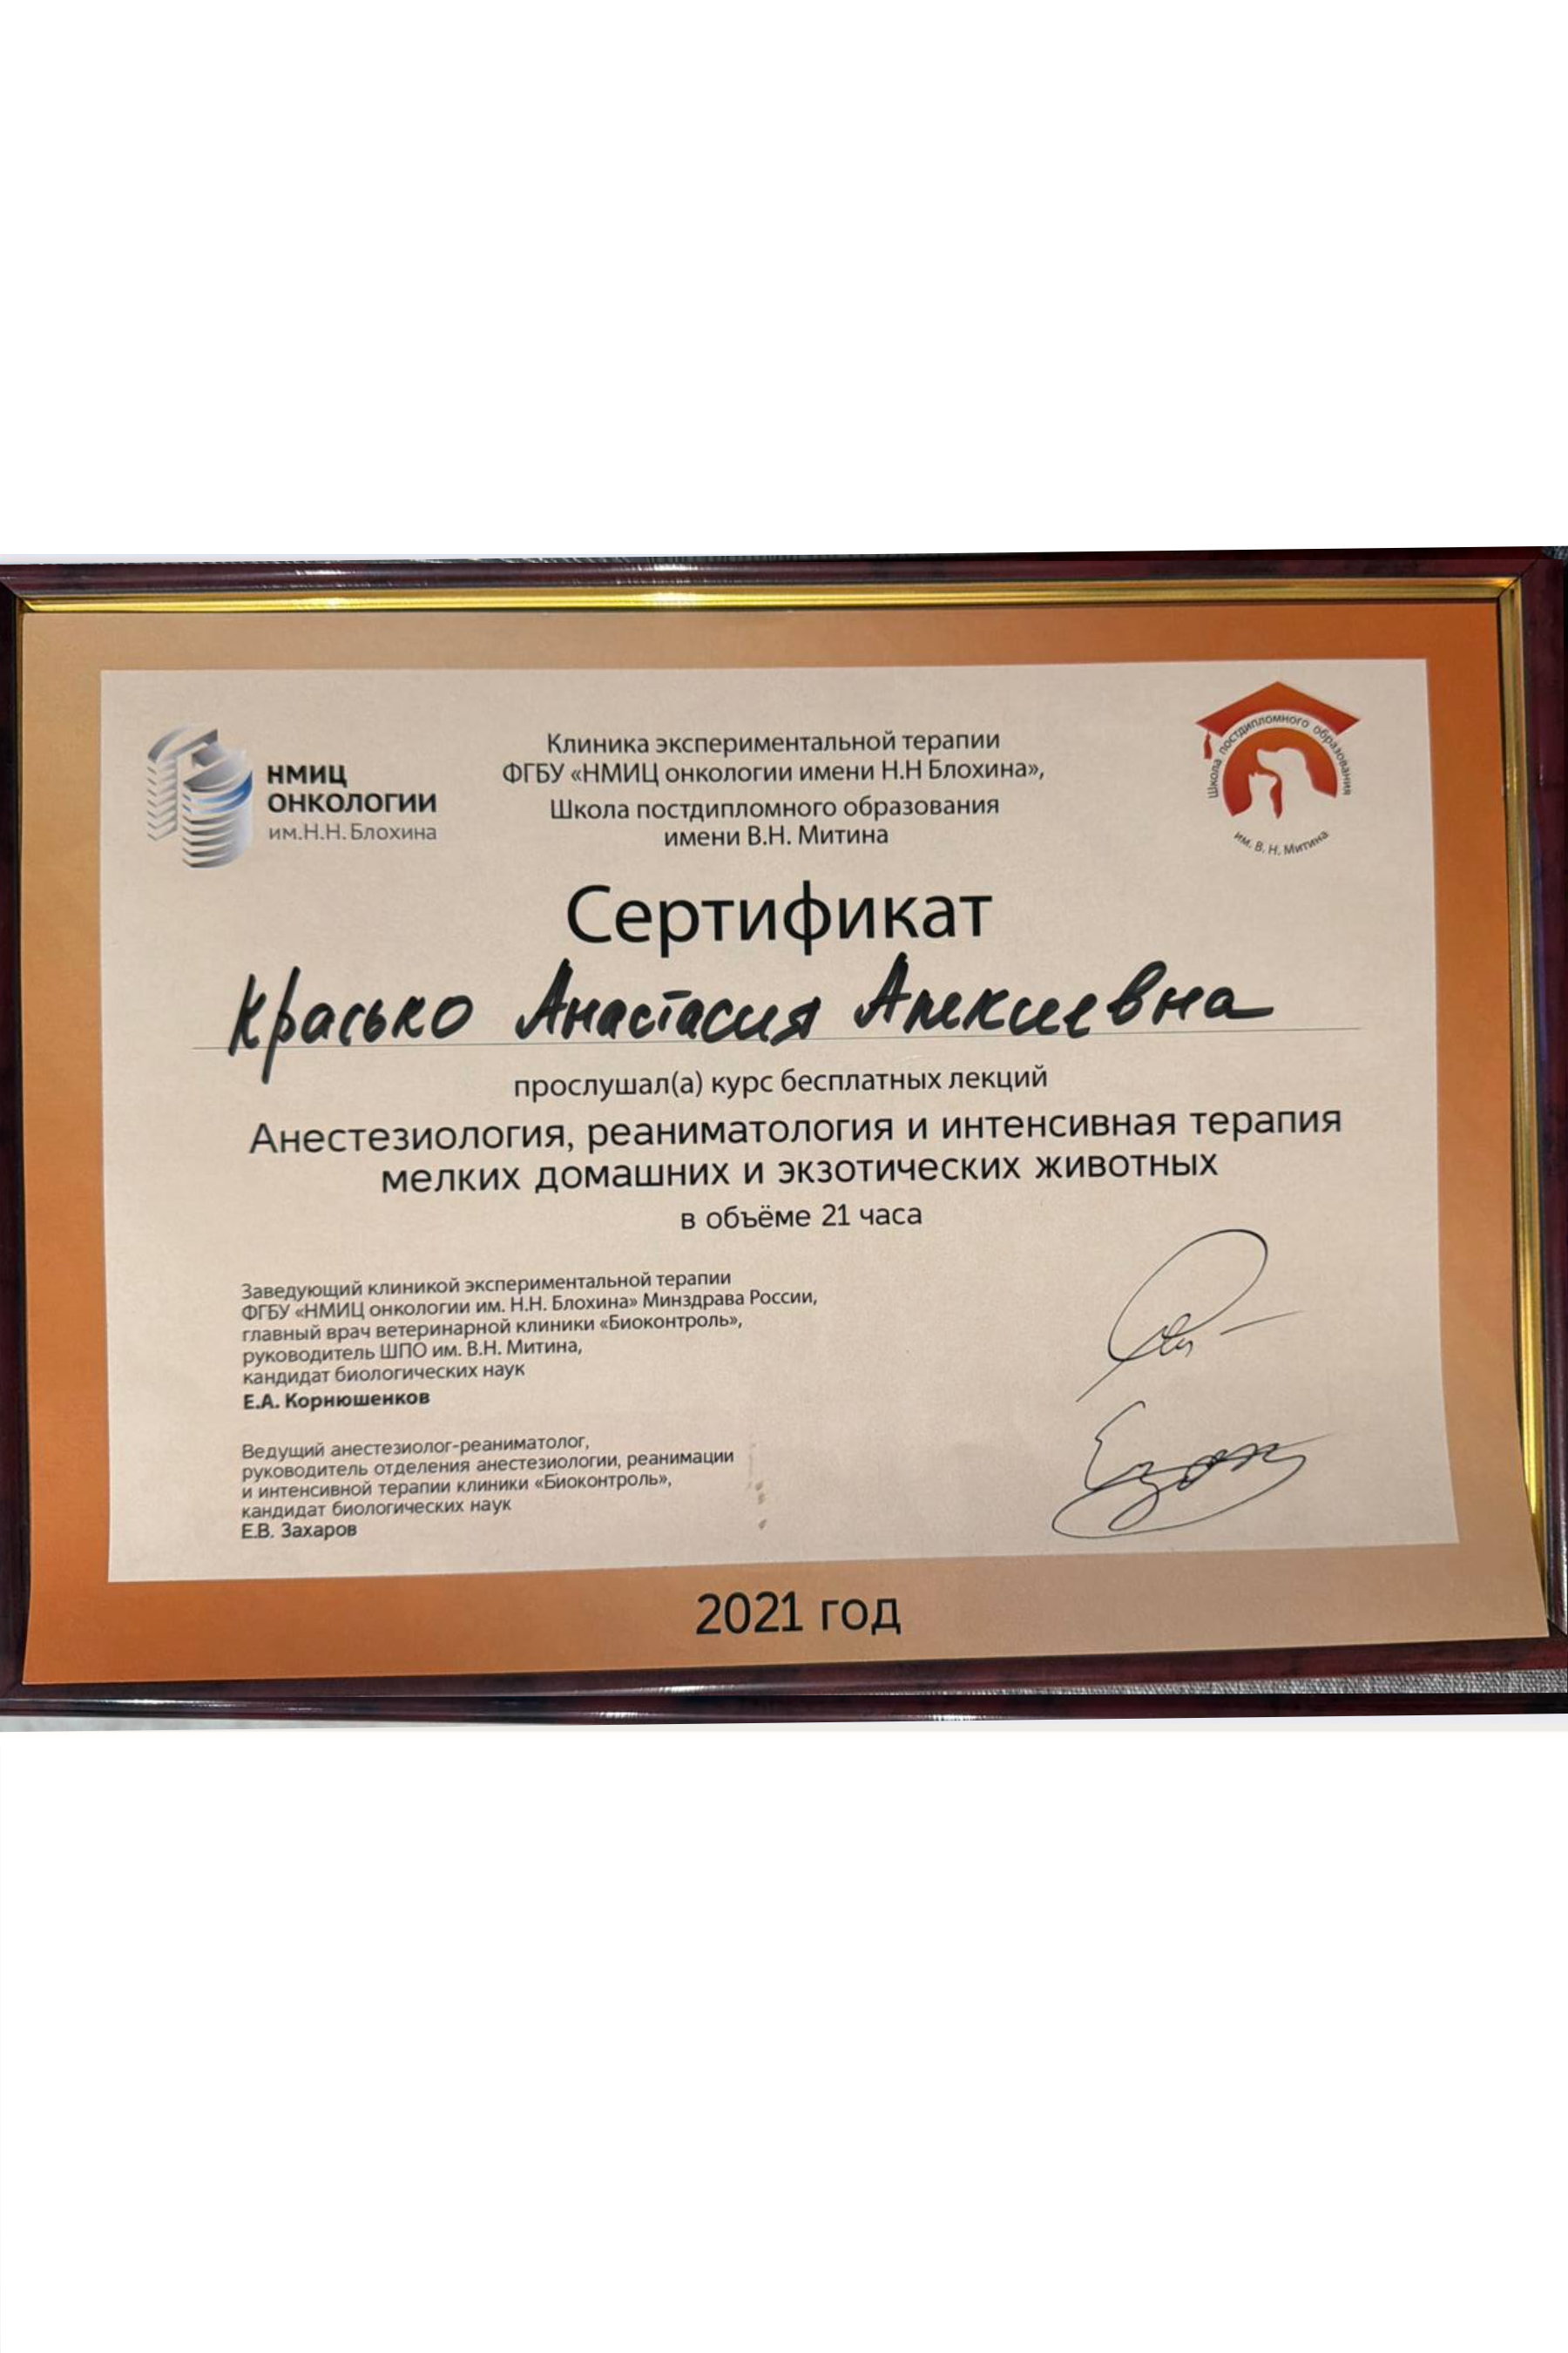 НМИЦ
ОНКОЛОГИИ
им.Н.Н. Блохина
Клиника экспериментальной терапии
ФГБУ «НМИЦ онкологии имени Н.Н Блохина»,
Школа постдипломного образования
имени В.Н. Митина
Школа постдипломного образования
им. В. Н. Митина
Сертификат
Красько Анастасия Алексеевна
прослушал(а) курс бесплатных лекций
Анестезиология, реаниматология и интенсивная терапия
мелких домашних и экзотических животных
в объёме 21 часа
Заведующий клиникой экспериментальной терапии
ФГБУ «НМИЦ онкологии им. Н.Н. Блохина» Минздрава России,
главный врач ветеринарной клиники «Биоконтроль»,
руководитель ШПО им. В.Н. Митина,
кандидат биологических наук
Е.А. Корнюшенков
Ведущий анестезиолог-реаниматолог,
руководитель отделения анестезиологии, реанимации
и интенсивной терапии клиники «Биоконтроль»,
кандидат биологических наук
Е.В. Захаров
2021 год